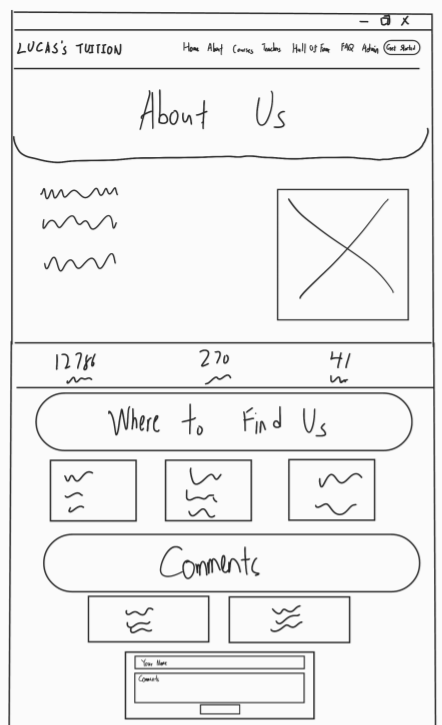 LUCAS's TUITION Home About Courses Teachers Hall Of Fame FAQ Admin Get Started
About Us
12786 270 41
Where to Find Us
Comments
Your Name
Comments